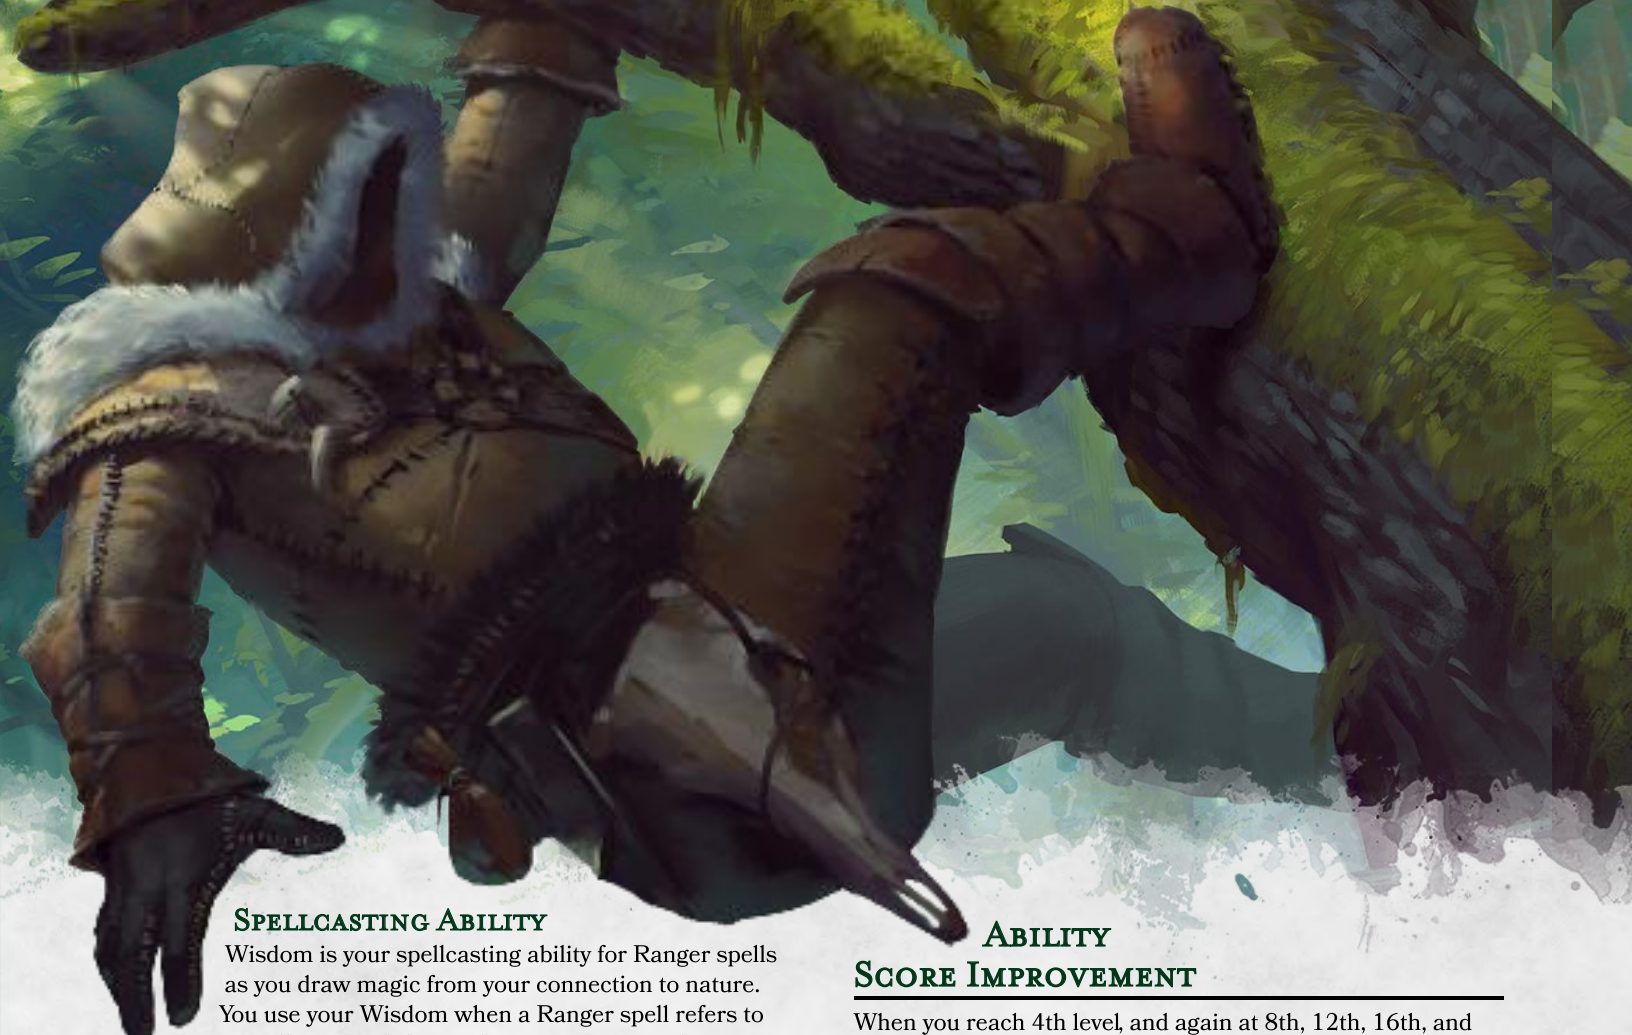 Spellcasting Ability
Wisdom is your spellcasting ability for Ranger spells
as you draw magic from your connection to nature.
You use your Wisdom when a Ranger spell refers to
Ability
Score Improvement
When you reach 4th level, and again at 8th, 12th, 16th, and